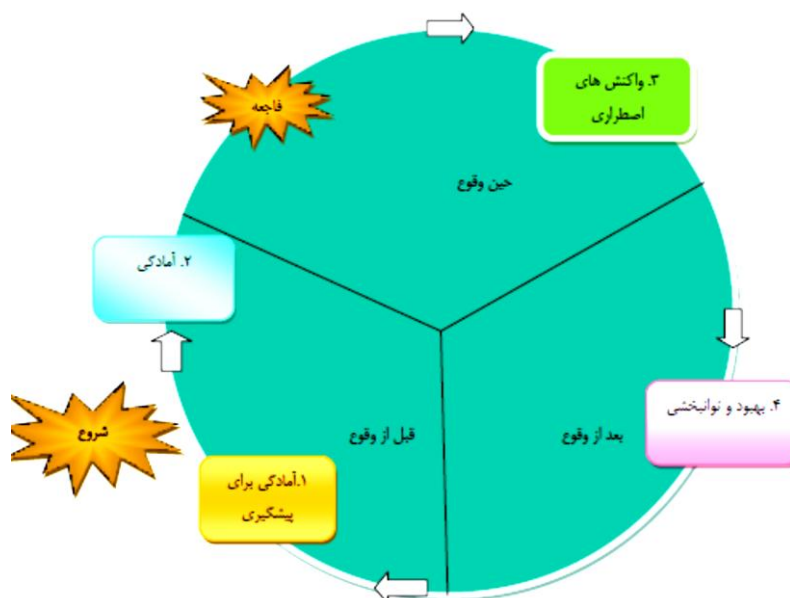 فاجعه
۳. واکنش های
اصطراری
حین وقوع
۲. آمادگی
شروع
قبل از وقوع
بعد از وقوع
۴. بهبود و توانبخشی
۱.آمادگی برای
پیشگیری